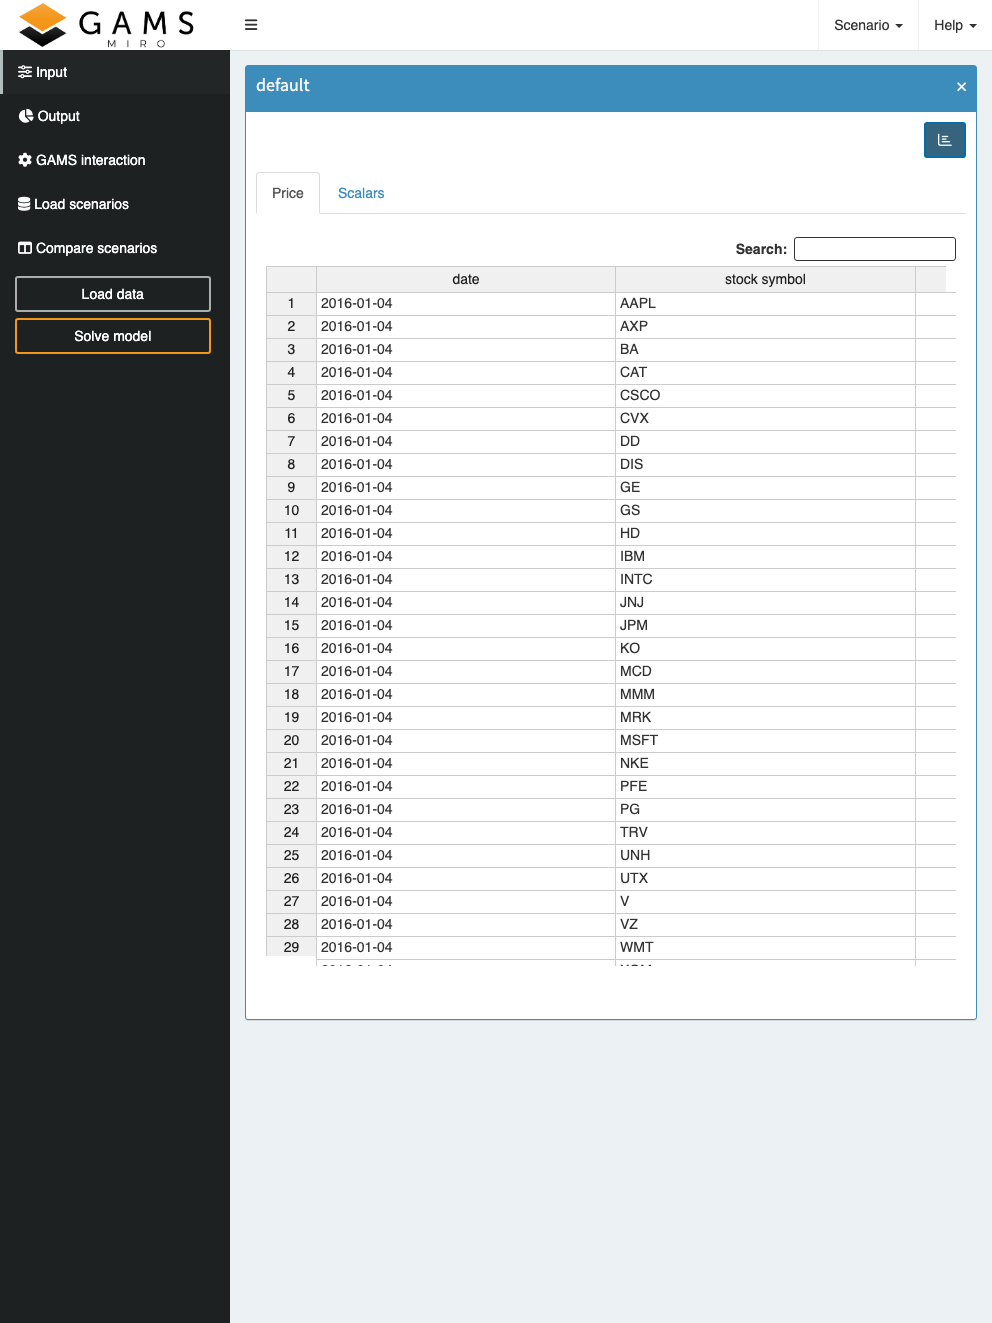 GAMS
MIRO
Scenario
Help
Input
Output
GAMS interaction
Load scenarios
Compare scenarios
Load data
Solve model
default
Price Scalars
Search:
date stock symbol
1 2016-01-04 AAPL
2 2016-01-04 AXP
3 2016-01-04 BA
4 2016-01-04 CAT
5 2016-01-04 CSCO
6 2016-01-04 CVX
7 2016-01-04 DD
8 2016-01-04 DIS
9 2016-01-04 GE
10 2016-01-04 GS
11 2016-01-04 HD
12 2016-01-04 IBM
13 2016-01-04 INTC
14 2016-01-04 JNJ
15 2016-01-04 JPM
16 2016-01-04 KO
17 2016-01-04 MCD
18 2016-01-04 MMM
19 2016-01-04 MRK
20 2016-01-04 MSFT
21 2016-01-04 NKE
22 2016-01-04 PFE
23 2016-01-04 PG
24 2016-01-04 TRV
25 2016-01-04 UNH
26 2016-01-04 UTX
27 2016-01-04 V
28 2016-01-04 VZ
29 2016-01-04 WMT